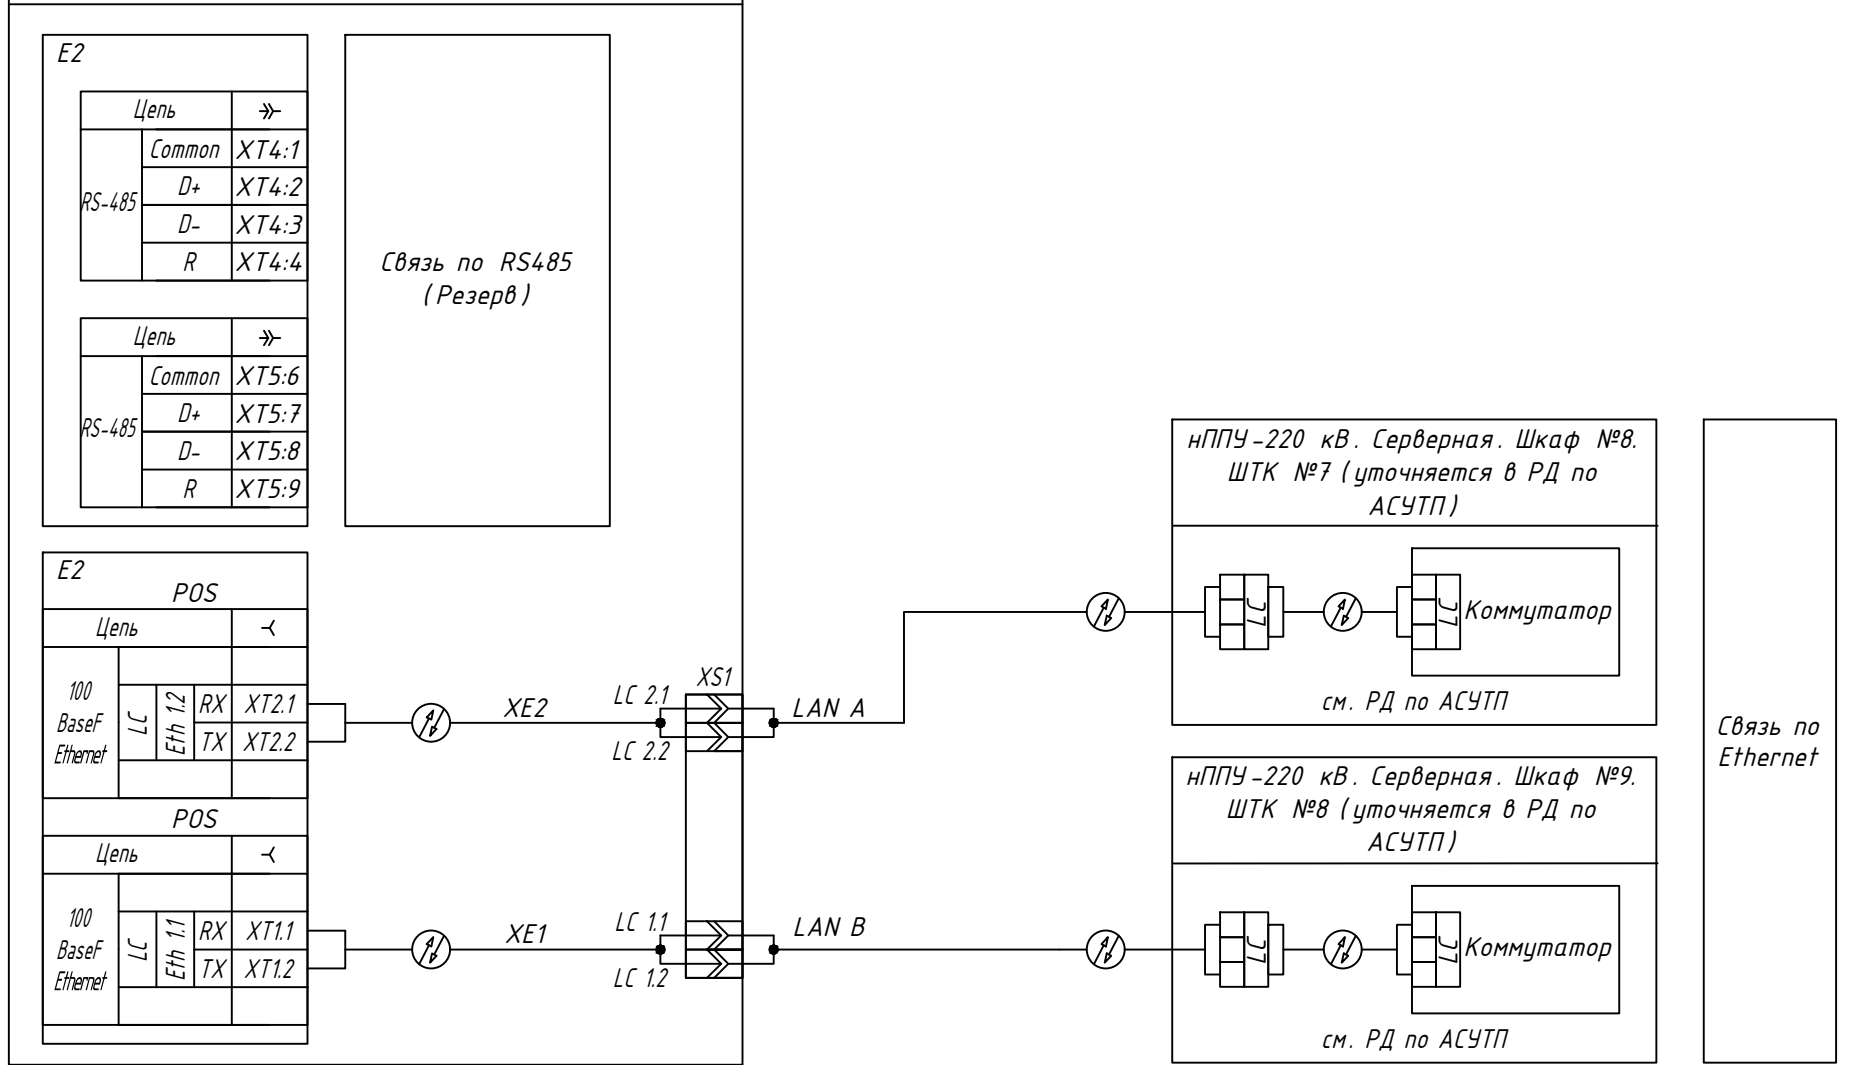 E2
Цепь
RS-485
Common XT4:1
D+ XT4:2
D- XT4:3
R XT4:4
Цепь
RS-485
Common XT5:6
D+ XT5:7
D- XT5:8
R XT5:9
Связь по RS485
(Резерв)
E2
POS
Цепь
100
BaseF
Ethernet
LC
Eth 1.2
RX XT2.1
TX XT2.2
POS
Цепь
100
BaseF
Ethernet
LC
Eth 1.1
RX XT1.1
TX XT1.2
XE2
LC 2.1
LC 2.2
XS1
LAN A
XE1
LC 1.1
LC 1.2
LAN B
нППУ-220 кВ. Серверная. Шкаф №8.
ШТК №7 (уточняется в РД по
АСУТП)
LC
LC
Коммутатор
см. РД по АСУТП
нППУ-220 кВ. Серверная. Шкаф №9.
ШТК №8 (уточняется в РД по
АСУТП)
LC
LC
Коммутатор
см. РД по АСУТП
Связь по
Ethernet